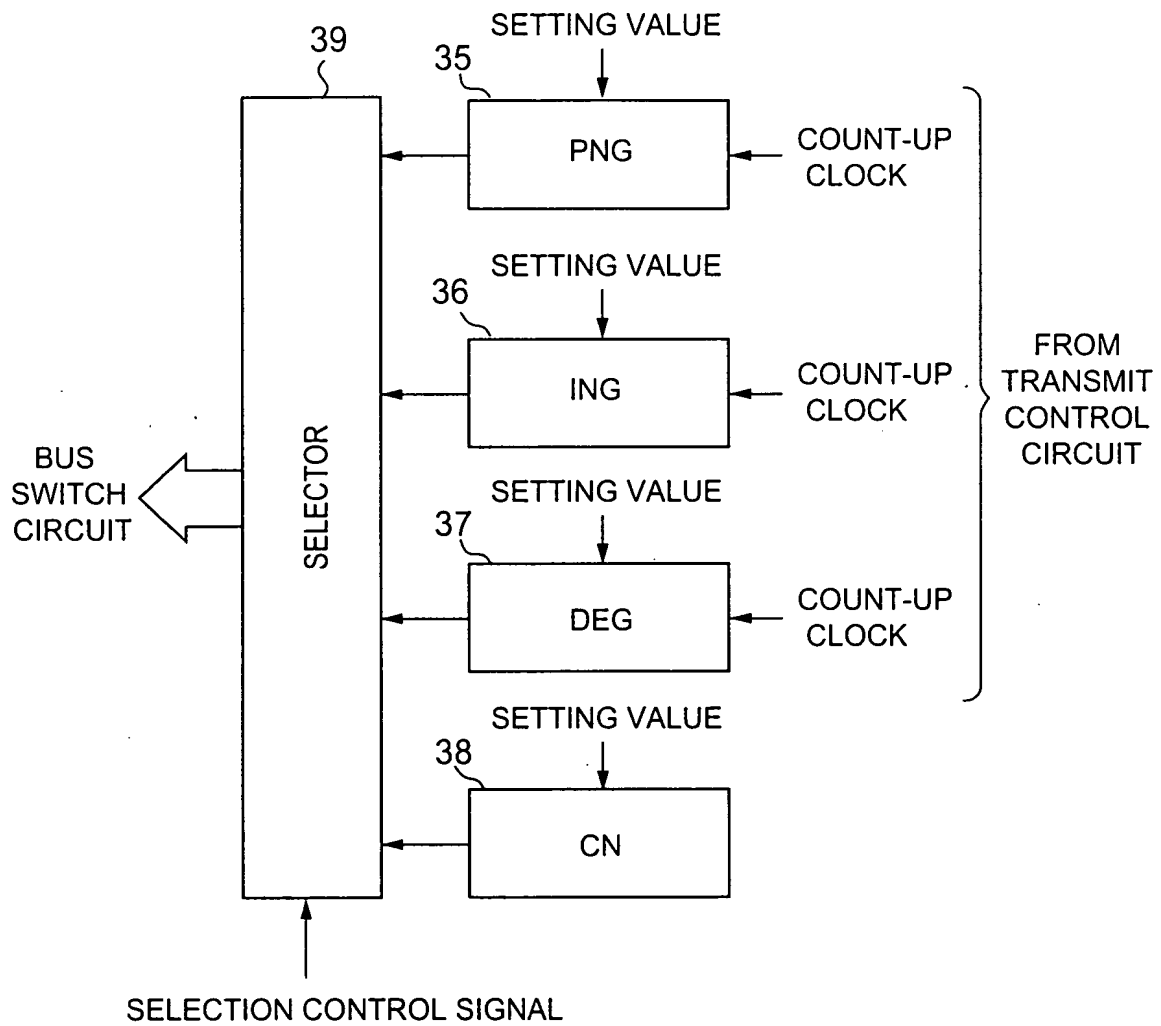 SETTING VALUE
39
35
PNG
COUNT-UP
CLOCK
SETTING VALUE
36
ING
COUNT-UP
CLOCK
FROM
TRANSMIT
CONTROL
CIRCUIT
BUS
SWITCH
CIRCUIT
SELECTOR
SETTING VALUE
37
DEG
COUNT-UP
CLOCK
SETTING VALUE
38
CN
SELECTION CONTROL SIGNAL